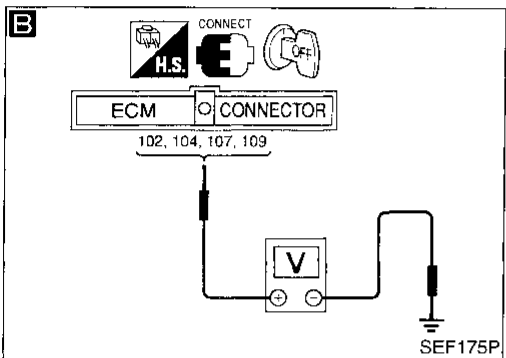 B
CONNECT
H.S.
OFF
ECM O CONNECTOR
102, 104, 107, 109
V
+ −
SEF175P